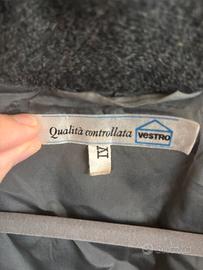 Qualità controllata
VESTRO
IV